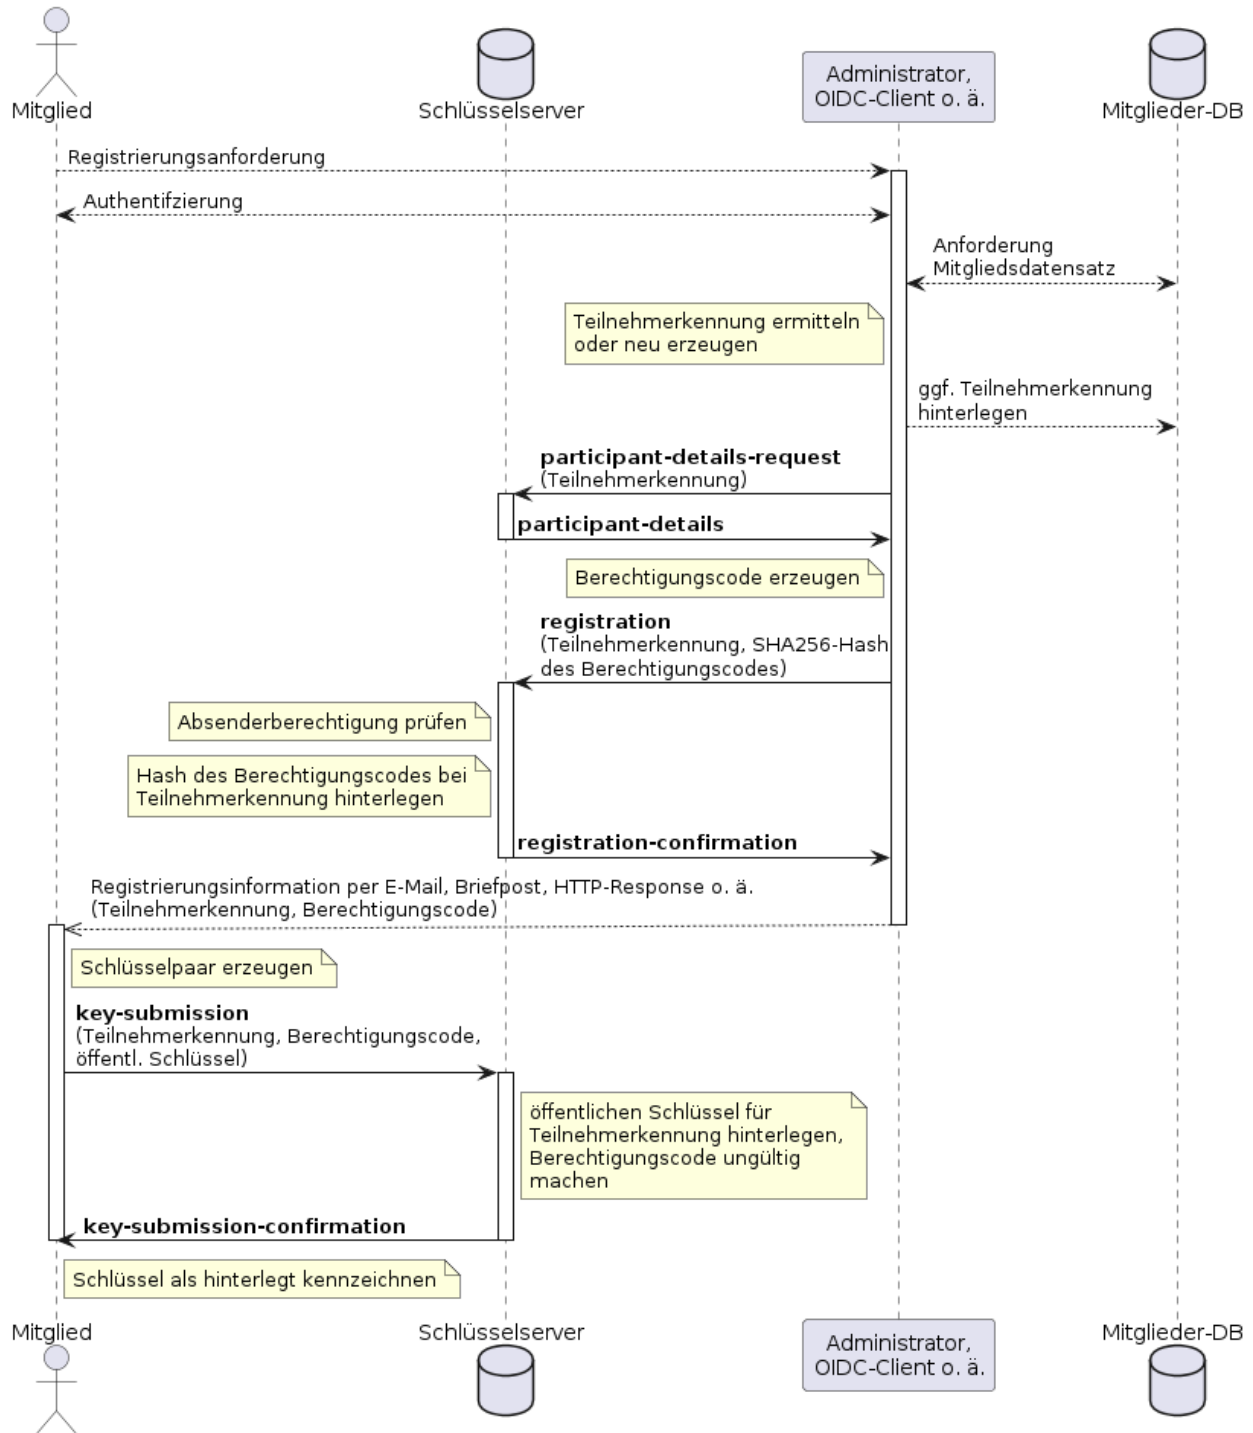 Mitglied
Schlüsselserver
Administrator,
OIDC-Client o. ä.
Mitglieder-DB
Registrierungsanforderung
Authentifzierung
Anforderung
Mitgliedsdatensatz
Teilnehmerkennung ermitteln
oder neu erzeugen
ggf. Teilnehmerkennung
hinterlegen
participant-details-request
(Teilnehmerkennung)
participant-details
Berechtigungscode erzeugen
registration
(Teilnehmerkennung, SHA256-Hash
des Berechtigungscodes)
Absenderberechtigung prüfen
Hash des Berechtigungscodes bei
Teilnehmerkennung hinterlegen
registration-confirmation
Registrierungsinformation per E-Mail, Briefpost, HTTP-Response o. ä.
(Teilnehmerkennung, Berechtigungscode)
Schlüsselpaar erzeugen
key-submission
(Teilnehmerkennung, Berechtigungscode,
öffentl. Schlüssel)
öffentlichen Schlüssel für
Teilnehmerkennung hinterlegen,
Berechtigungscode ungültig
machen
key-submission-confirmation
Schlüssel als hinterlegt kennzeichnen
Mitglied
Schlüsselserver
Administrator,
OIDC-Client o. ä.
Mitglieder-DB